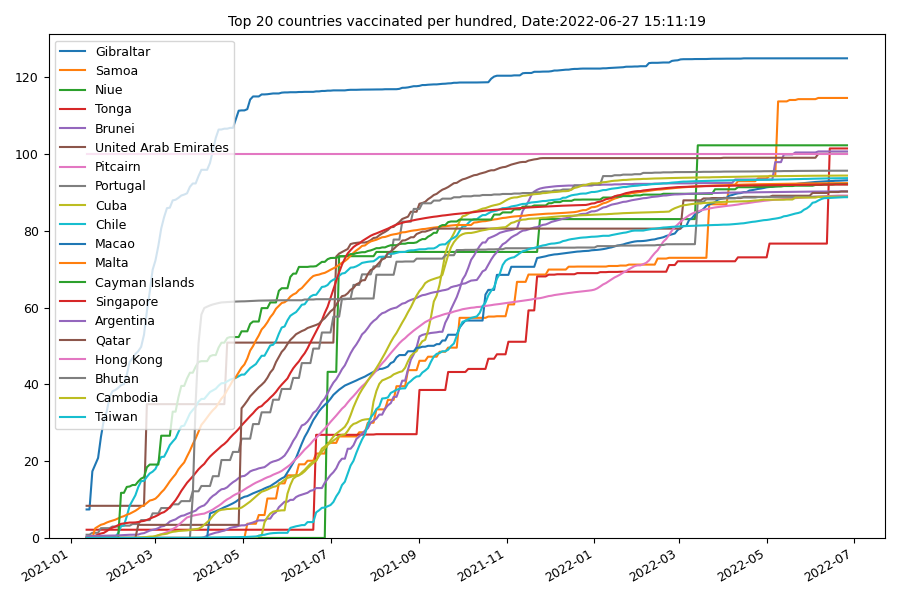 Top 20 countries vaccinated per hundred, Date:2022-06-27 15:11:19
Gibraltar
Samoa
Niue
Tonga
Brunei
United Arab Emirates
Pitcairn
Portugal
Cuba
Chile
Macao
Malta
Cayman Islands
Singapore
Argentina
Qatar
Hong Kong
Bhutan
Cambodia
Taiwan
120
100
80
60
40
20
0
2021-01 2021-03 2021-05 2021-07 2021-09 2021-11 2022-01 2022-03 2022-05 2022-07